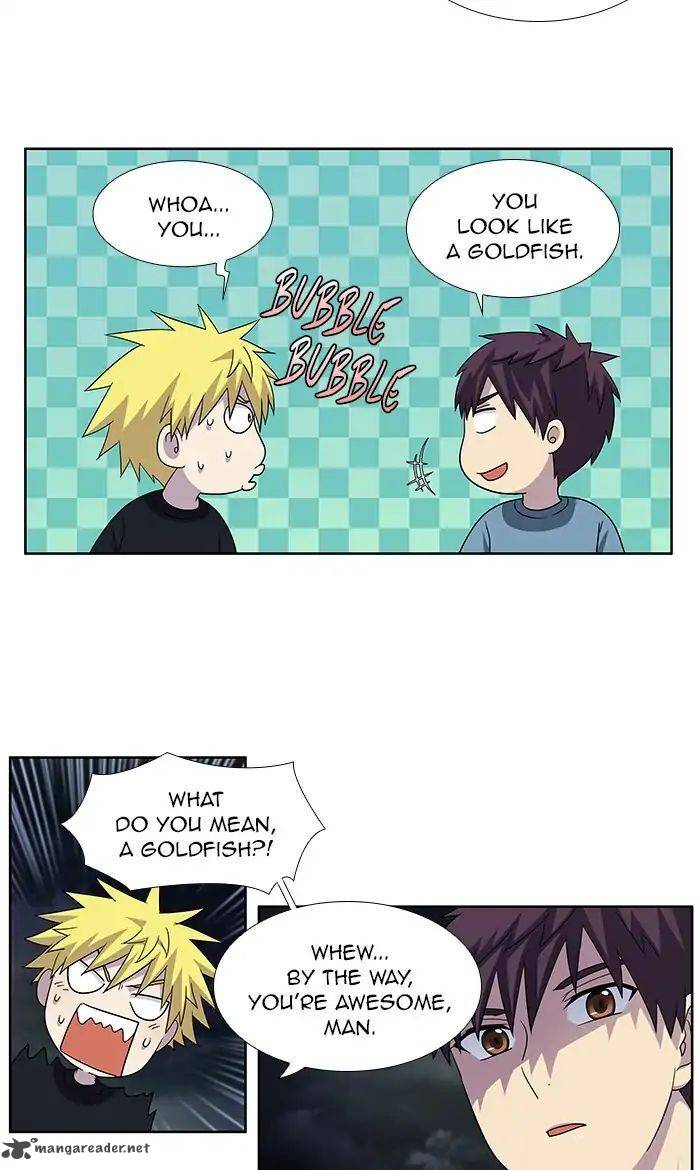 WHOA...
YOU...
YOU
LOOK LIKE
A GOLDFISH.
BUBBLE
BUBBLE
WHAT
DO YOU MEAN,
A GOLDFISH?!
WHEW...
BY THE WAY,
YOU'RE AWESOME,
MAN.
mangareader.net